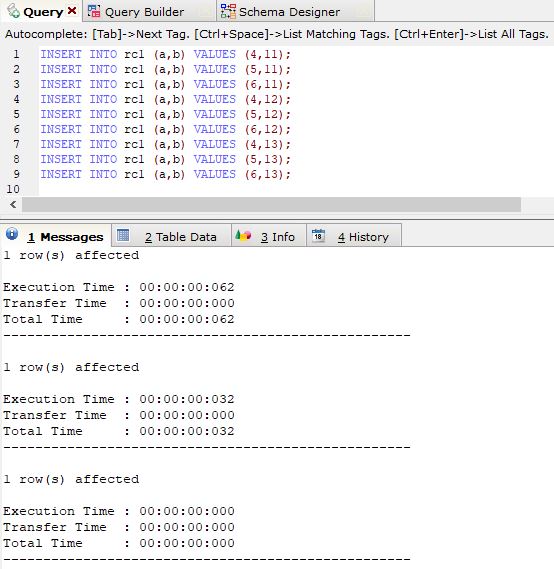 Query Query Builder Schema Designer
Autocomplete: [Tab]->Next Tag. [Ctrl+Space]->List Matching Tags. [Ctrl+Enter]->List All Tags.
1 INSERT INTO rc1 (a,b) VALUES (4,11);
2 INSERT INTO rc1 (a,b) VALUES (5,11);
3 INSERT INTO rc1 (a,b) VALUES (6,11);
4 INSERT INTO rc1 (a,b) VALUES (4,12);
5 INSERT INTO rc1 (a,b) VALUES (5,12);
6 INSERT INTO rc1 (a,b) VALUES (6,12);
7 INSERT INTO rc1 (a,b) VALUES (4,13);
8 INSERT INTO rc1 (a,b) VALUES (5,13);
9 INSERT INTO rc1 (a,b) VALUES (6,13);
10
1 Messages 2 Table Data 3 Info 18 4 History
1 row(s) affected
Execution Time : 00:00:00:062
Transfer Time : 00:00:00:000
Total Time : 00:00:00:062
---------------------------------------------------
1 row(s) affected
Execution Time : 00:00:00:032
Transfer Time : 00:00:00:000
Total Time : 00:00:00:032
---------------------------------------------------
1 row(s) affected
Execution Time : 00:00:00:000
Transfer Time : 00:00:00:000
Total Time : 00:00:00:000
---------------------------------------------------